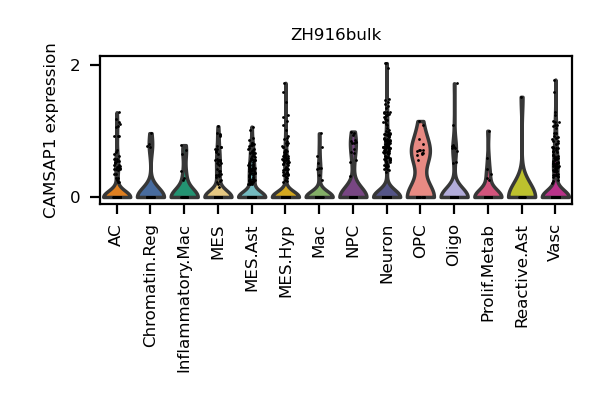 ZH916bulk
CAMSAP1 expression
2
0
AC
Chromatin.Reg
Inflammatory.Mac
MES
MES.Ast
MES.Hyp
Mac
NPC
Neuron
OPC
Oligo
Prolif.Metab
Reactive.Ast
Vasc